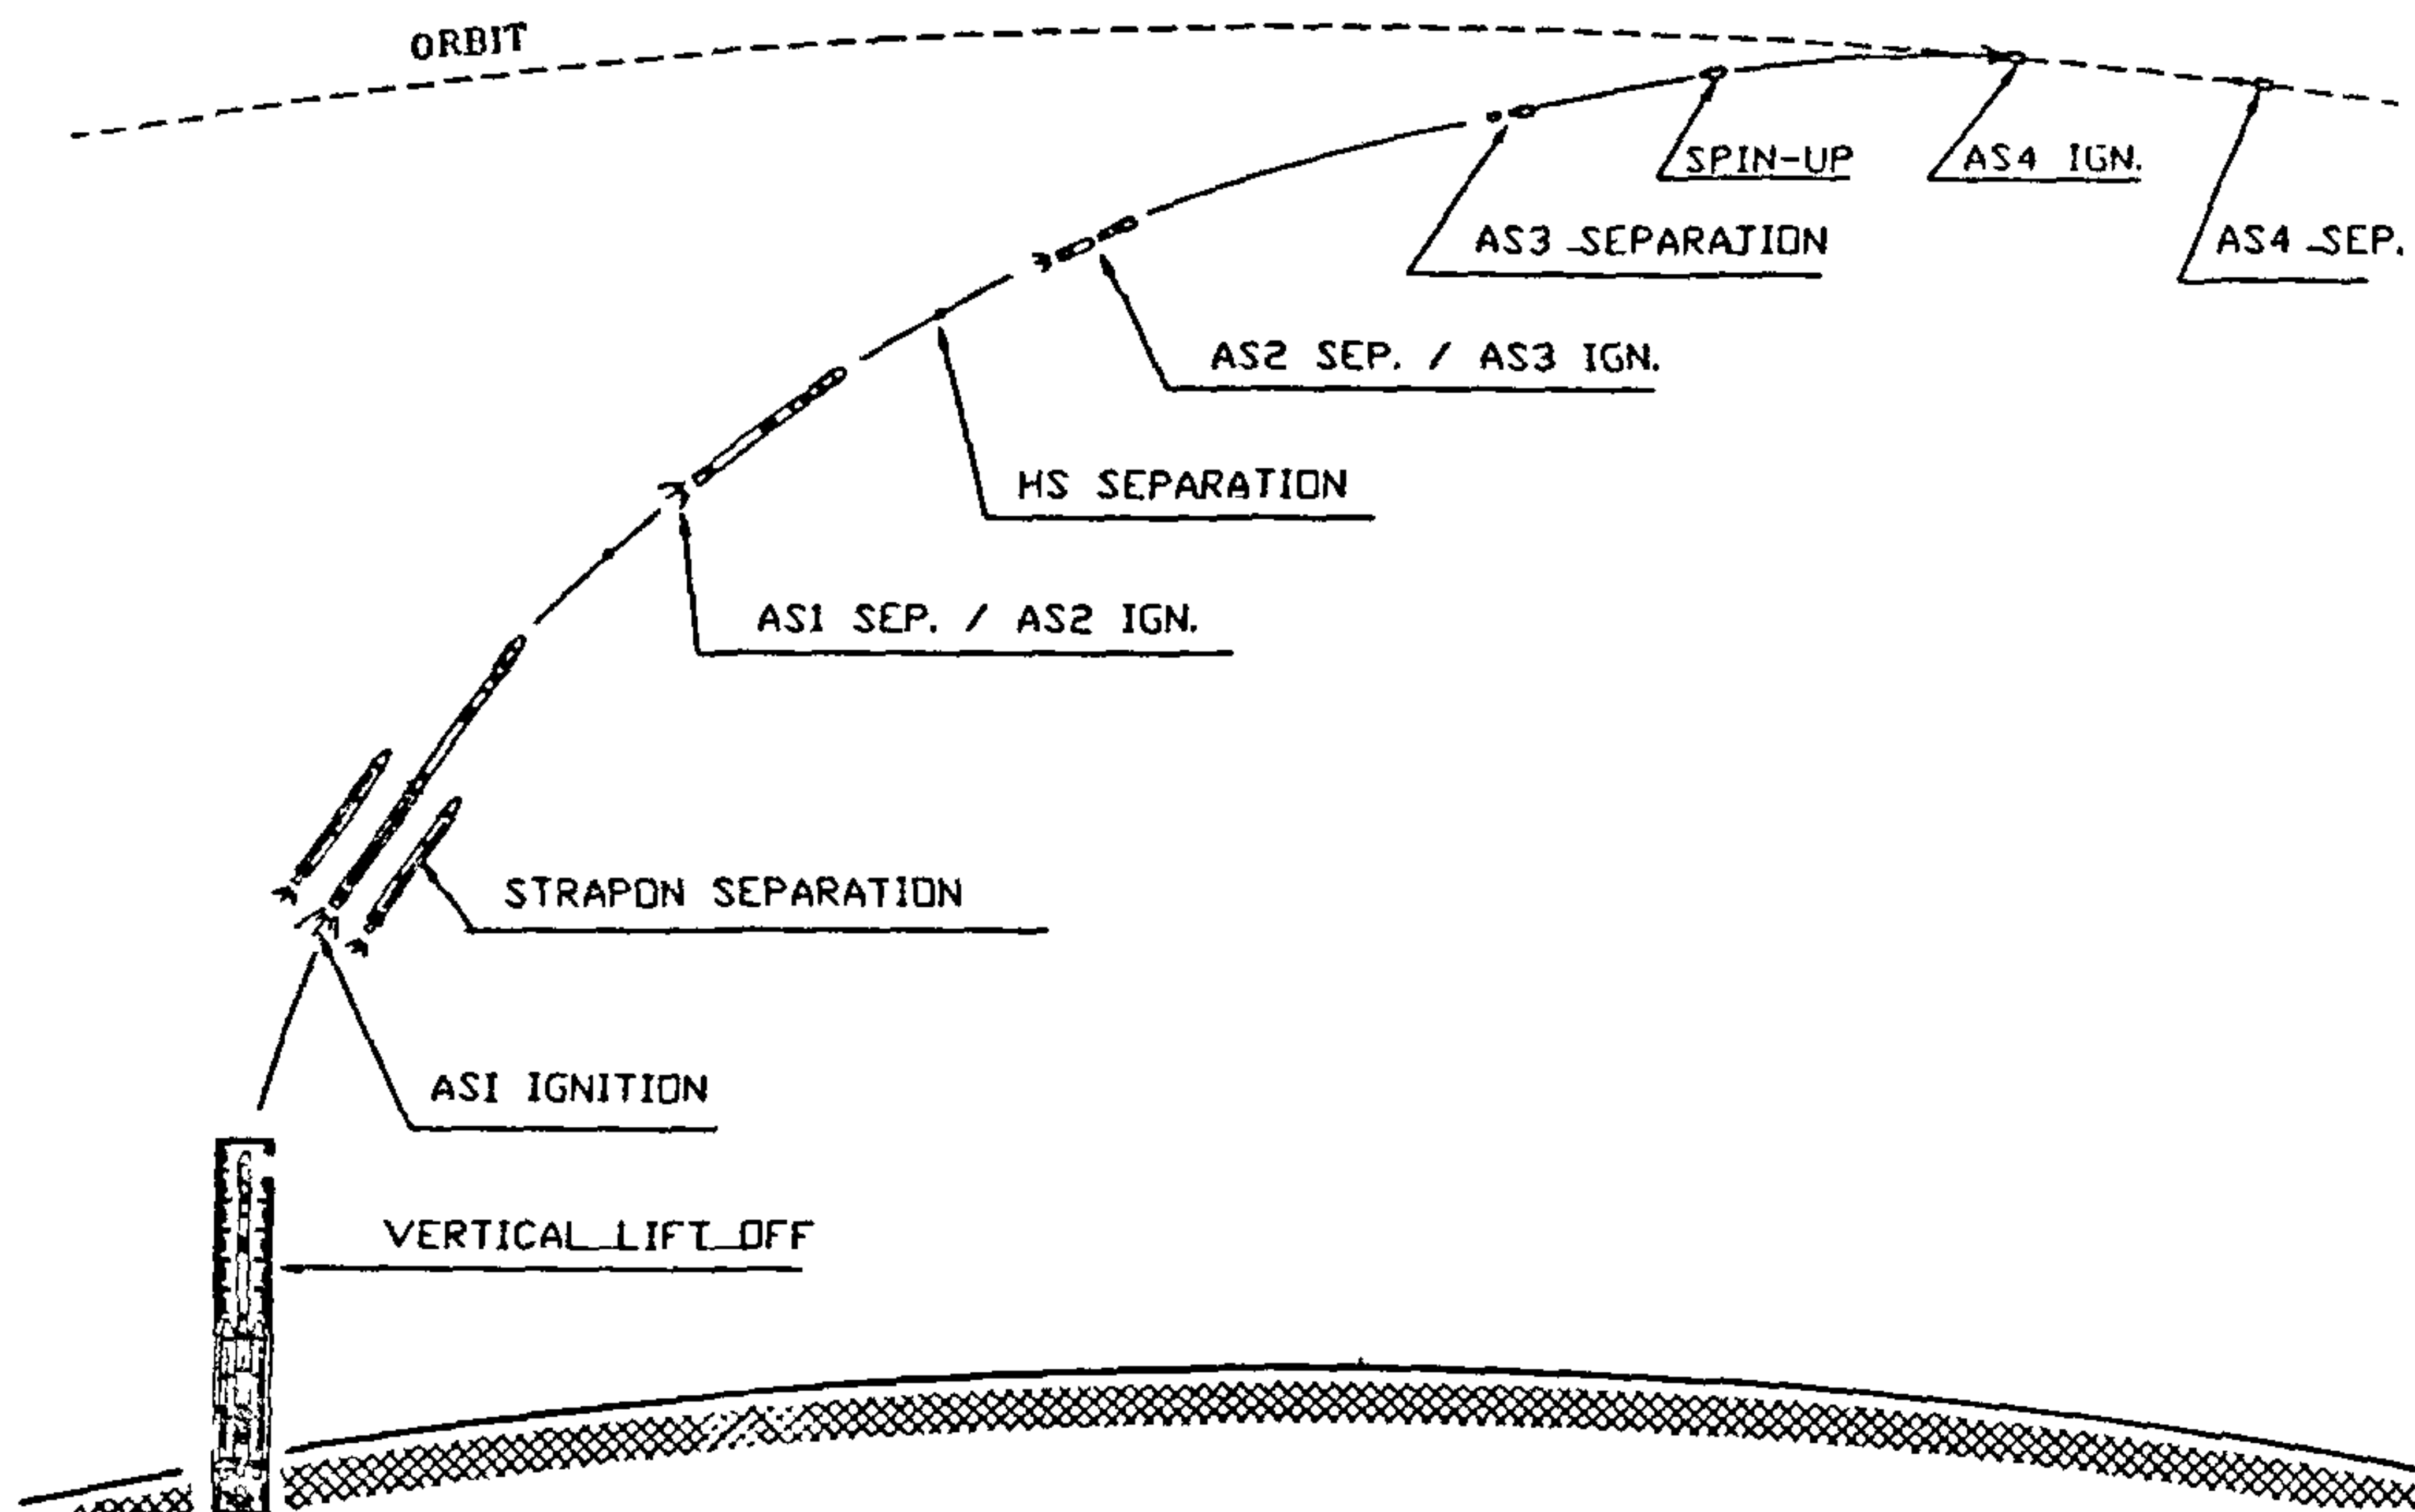 ORBIT
SPIN-UP
AS4 IGN.
AS3 SEPARATION
AS4 SEP.
AS2 SEP. / AS3 IGN.
HS SEPARATION
AS1 SEP. / AS2 IGN.
STRAPON SEPARATION
AS1 IGNITION
VERTICAL LIFT OFF